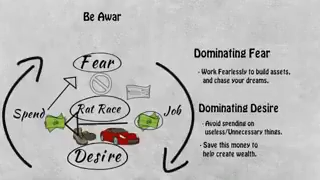 Be Awar
Fear
Spend
Rat Race
Job
Desire
Dominating Fear
- Work Fearlessly to build assets,
and chase your dreams.
Dominating Desire
- Avoid spending on
useless/Unnecessary things.
- Save this money to
help create wealth.